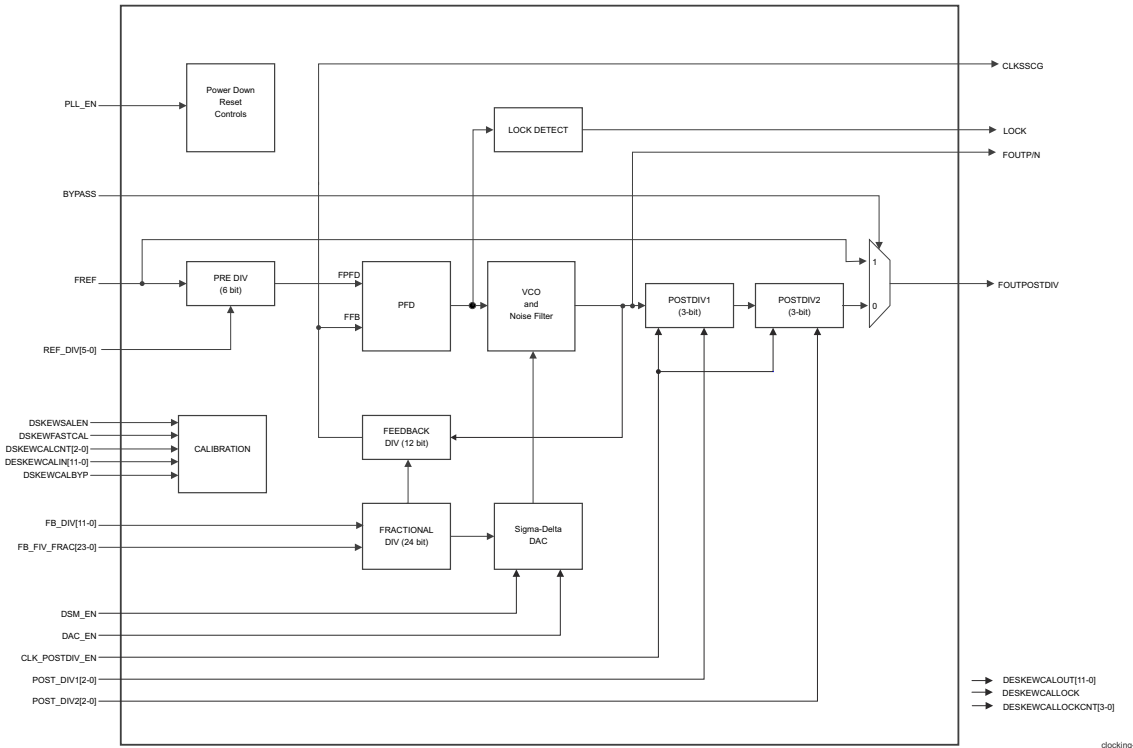 CLKSSCG
Power Down
Reset
Controls
PLL_EN
LOCK DETECT
LOCK
FOUTP/N
BYPASS
FREF
PRE DIV
(6 bit)
FPFD
FFB
PFD
VCO
and
Noise Filter
POSTDIV1
(3-bit)
POSTDIV2
(3-bit)
1
0
FOUTPOSTDIV
REF_DIV[5-0]
DSKEWSALEN
DSKEWFASTCAL
DSKEWCALCNT[2-0]
DESKEWCALIN[11-0]
DSKEWCALBYP
CALIBRATION
FEEDBACK
DIV (12 bit)
FB_DIV[11-0]
FB_FIV_FRAC[23-0]
FRACTIONAL
DIV (24 bit)
Sigma-Delta
DAC
DSM_EN
DAC_EN
CLK_POSTDIV_EN
POST_DIV1[2-0]
POST_DIV2[2-0]
DESKEWCALOUT[11-0]
DESKEWCALLOCK
DESKEWCALLOCKCNT[3-0]
clockino